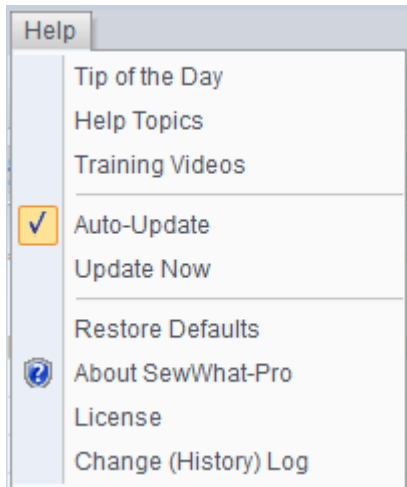 Help
Tip of the Day
Help Topics
Training Videos
Auto-Update
Update Now
Restore Defaults
About SewWhat-Pro
License
Change (History) Log